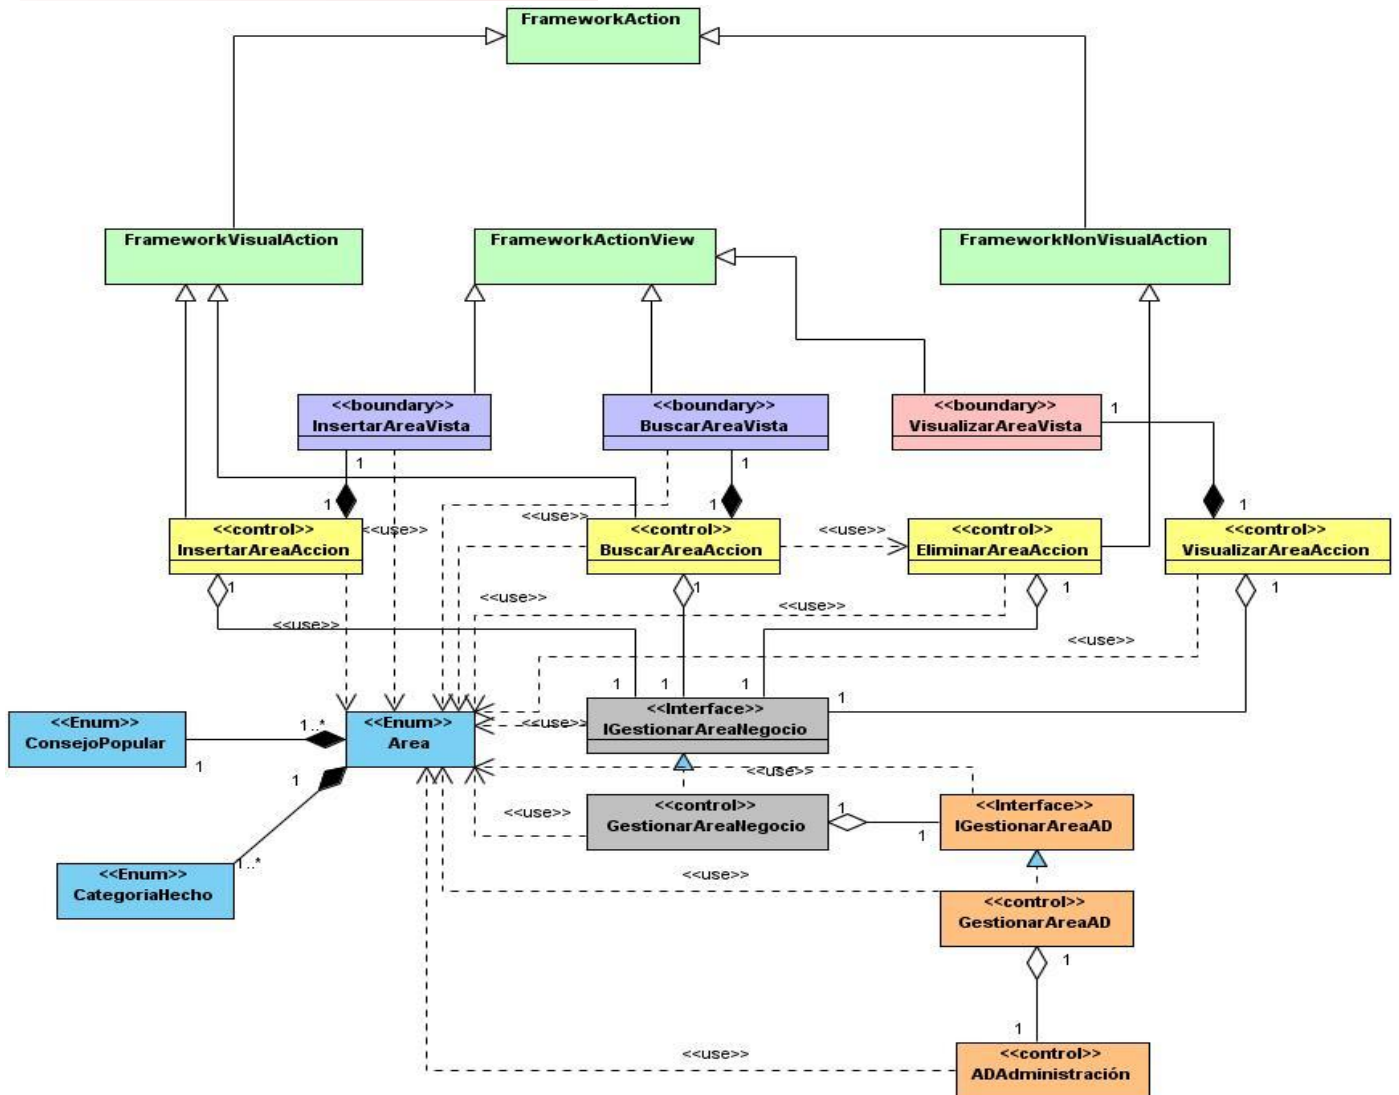 FrameworkAction
FrameworkVisualAction
FrameworkActionView
FrameworkNonVisualAction
<<boundary>>
InsertarAreaVista
<<boundary>>
BuscarAreaVista
<<boundary>>
VisualizarAreaVista
1
1
1
1
1
1
<<control>>
InsertarAreaAccion
<<use>>
<<use>>
<<control>>
BuscarAreaAccion
<<use>>
<<control>>
EliminarAreaAccion
<<control>>
VisualizarAreaAccion
1
1
1
1
<<use>>
<<use>>
<<use>>
<<use>>
1
1
1
1
<<Enum>>
ConsejoPopular
1
1..*
<<Enum>>
Area
<<use>>
<<Interface>>
IGestionarAreaNegocio
1
<<use>>
<<use>>
<<control>>
GestionarAreaNegocio
1
1
<<Interface>>
IGestionarAreaAD
1..*
<<Enum>>
CategoriaHecho
<<use>>
<<control>>
GestionarAreaAD
1
1
<<use>>
<<control>>
ADAdministración